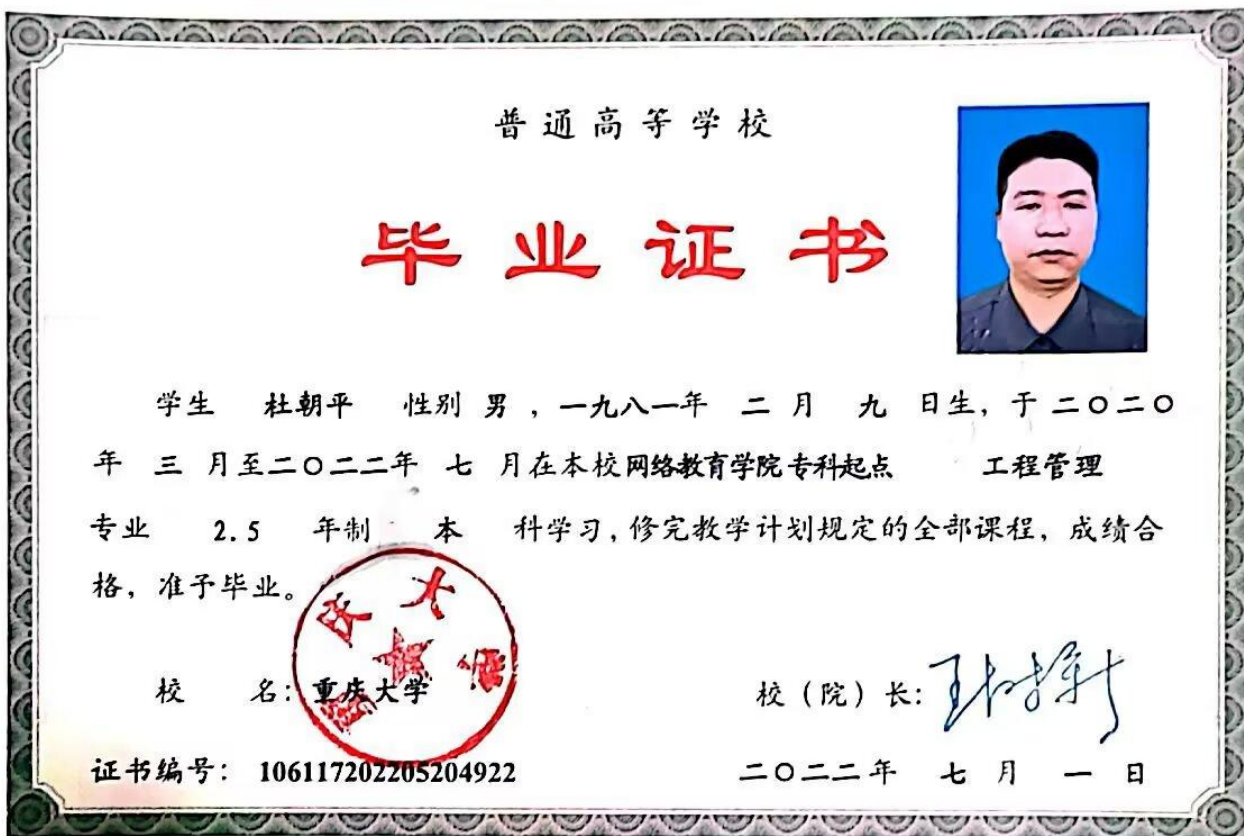 普通高等学校
毕业证书
学生 杜朝平 性别 男 ，一九八一年 二 月 九 日生，于 二〇二〇
年 三 月至二〇二二年 七 月在本校网络教育学院专科起点 工程管理
专业 2.5 年制 本 科学习，修完教学计划规定的全部课程，成绩合
格，准予毕业。
重庆大学
校 名：重庆大学 校（院）长：
证书编号： 106117202205204922 二〇二二年 七 月 一 日